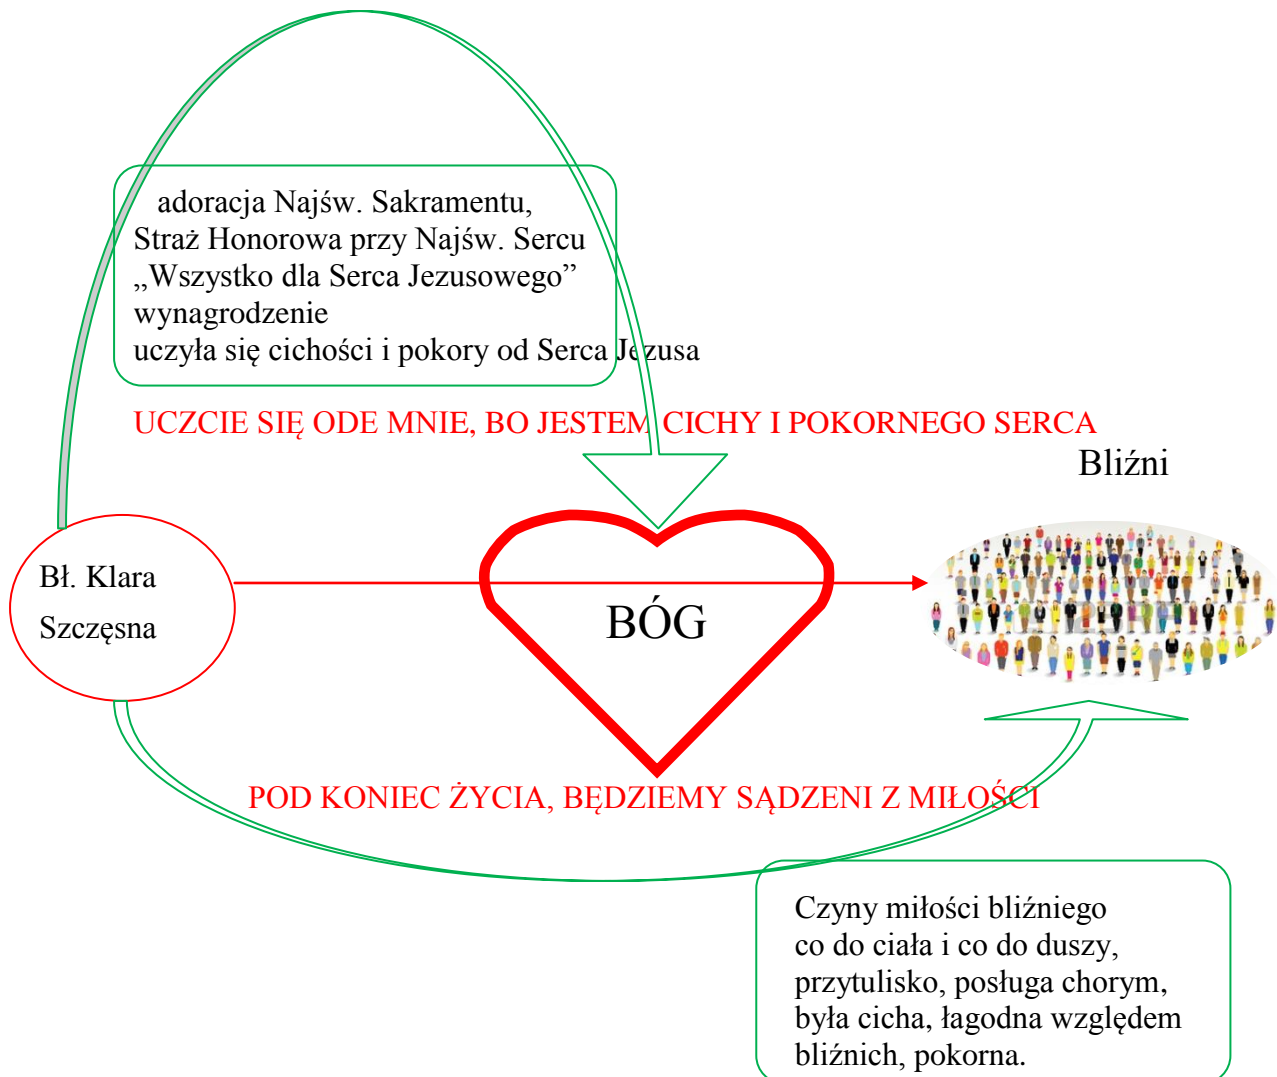 adoracja Najśw. Sakramentu,
Straż Honorowa przy Najśw. Sercu
„Wszystko dla Serca Jezusowego”
wynagrodzenie
uczyła się cichości i pokory od Serca Jezusa
UCZCIE SIĘ ODE MNIE, BO JESTEM CICHY I POKORNEGO SERCA
Bliźni
Bł. Klara
Szczęsna
BÓG
POD KONIEC ŻYCIA, BĘDZIEMY SĄDZENI Z MIŁOŚCI
Czyny miłości bliźniego
co do ciała i co do duszy,
przytulisko, posługa chorym,
była cicha, łagodna względem
bliźnich, pokorna.